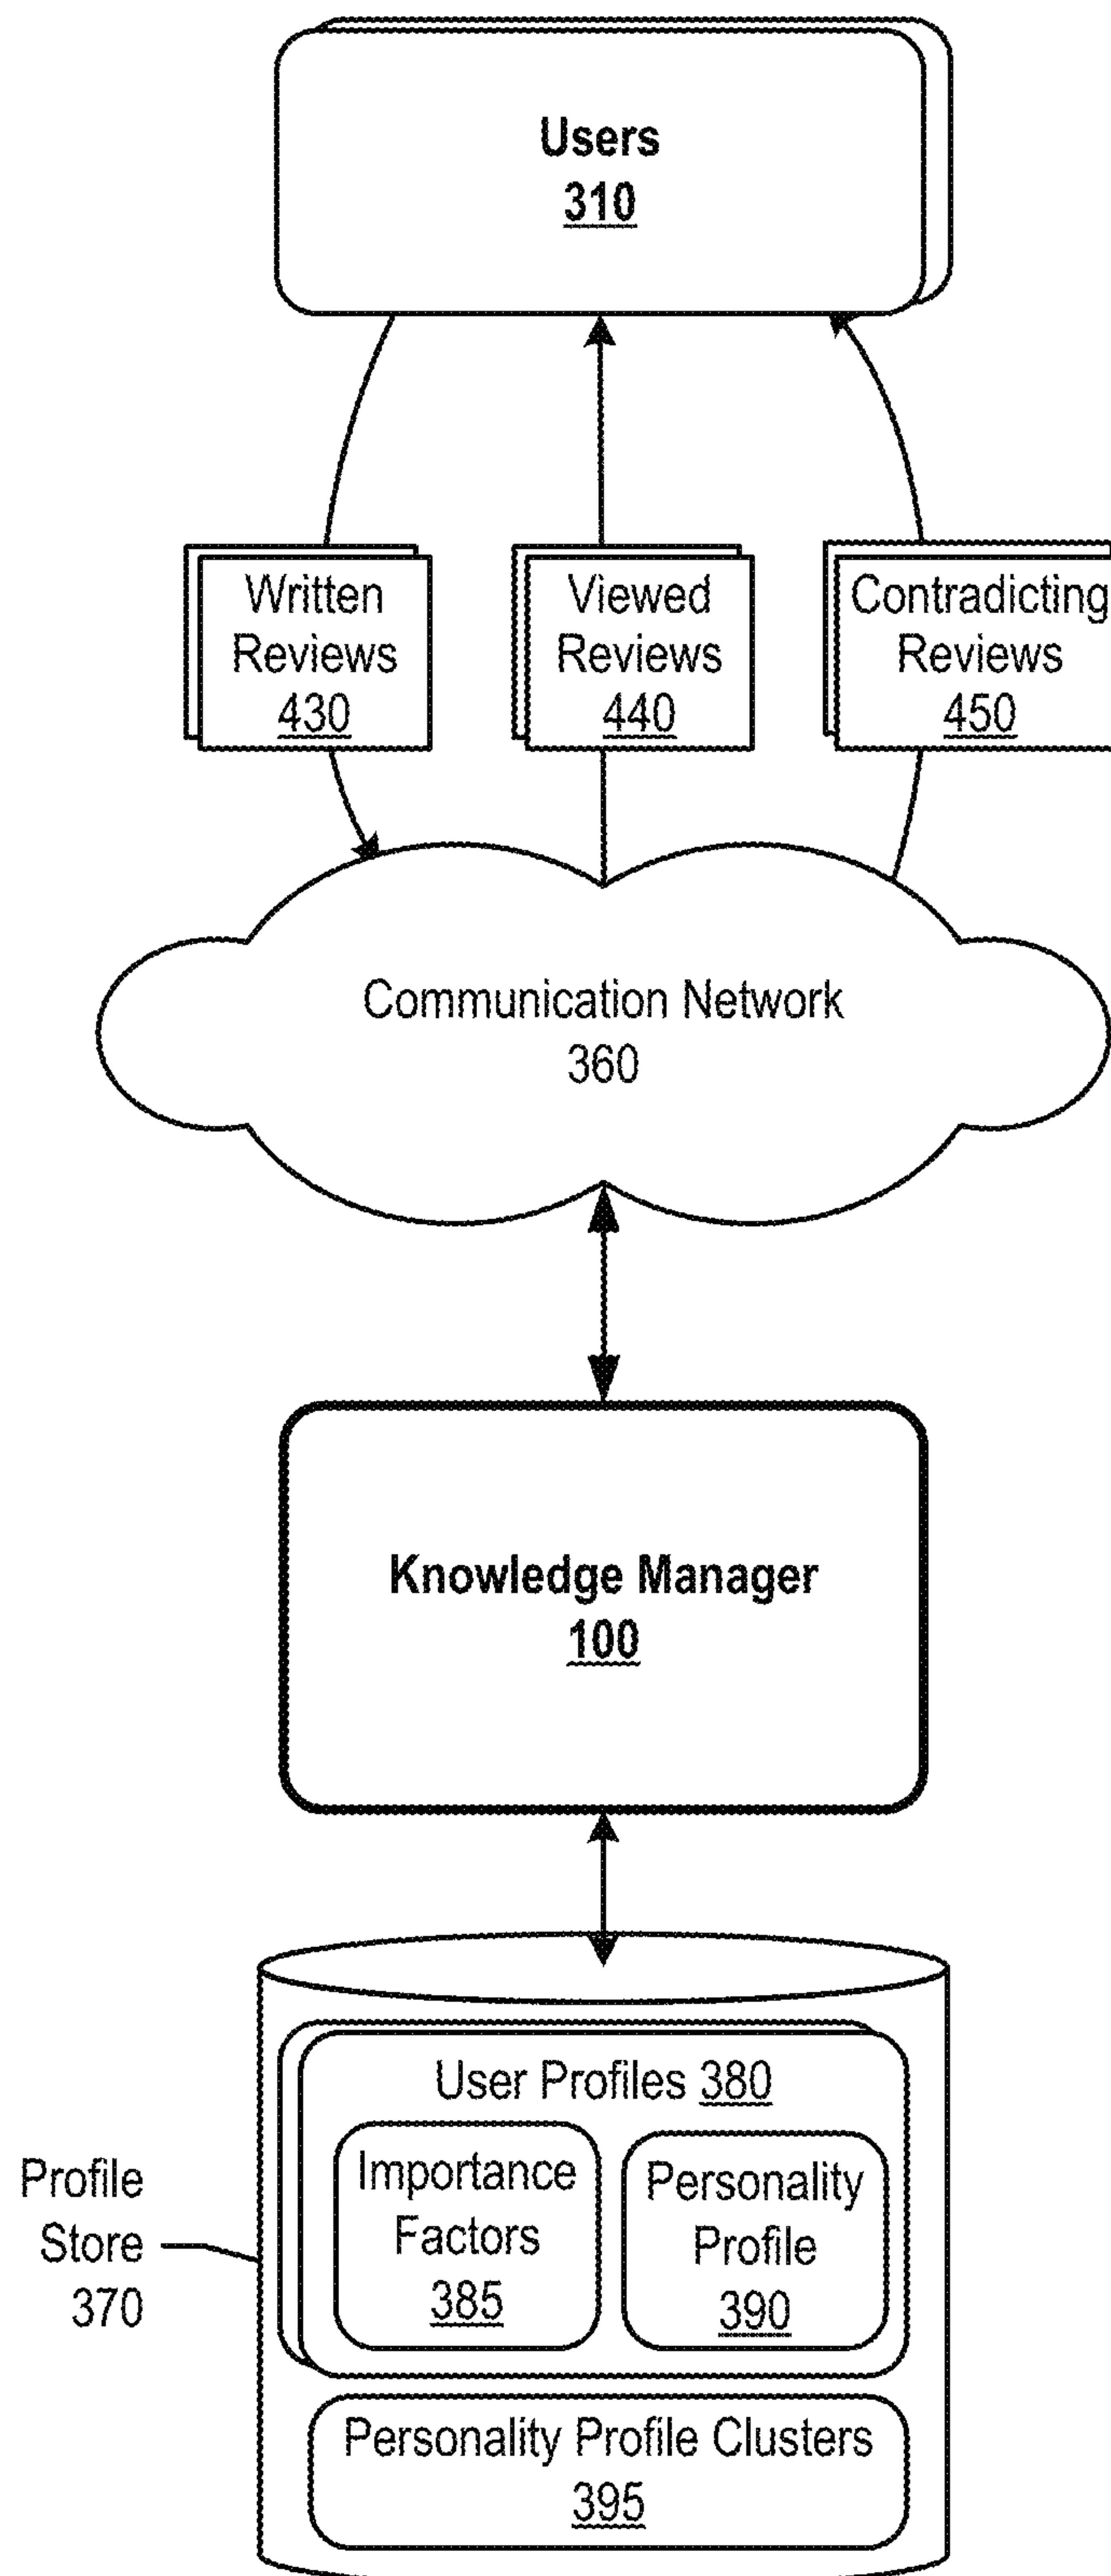 Users
310
Written
Reviews
430
Viewed
Reviews
440
Contradicting
Reviews
450
Communication Network
360
Knowledge Manager
100
User Profiles 380
Importance
Factors
385
Personality
Profile
390
Profile
Store
370
Personality Profile Clusters
395